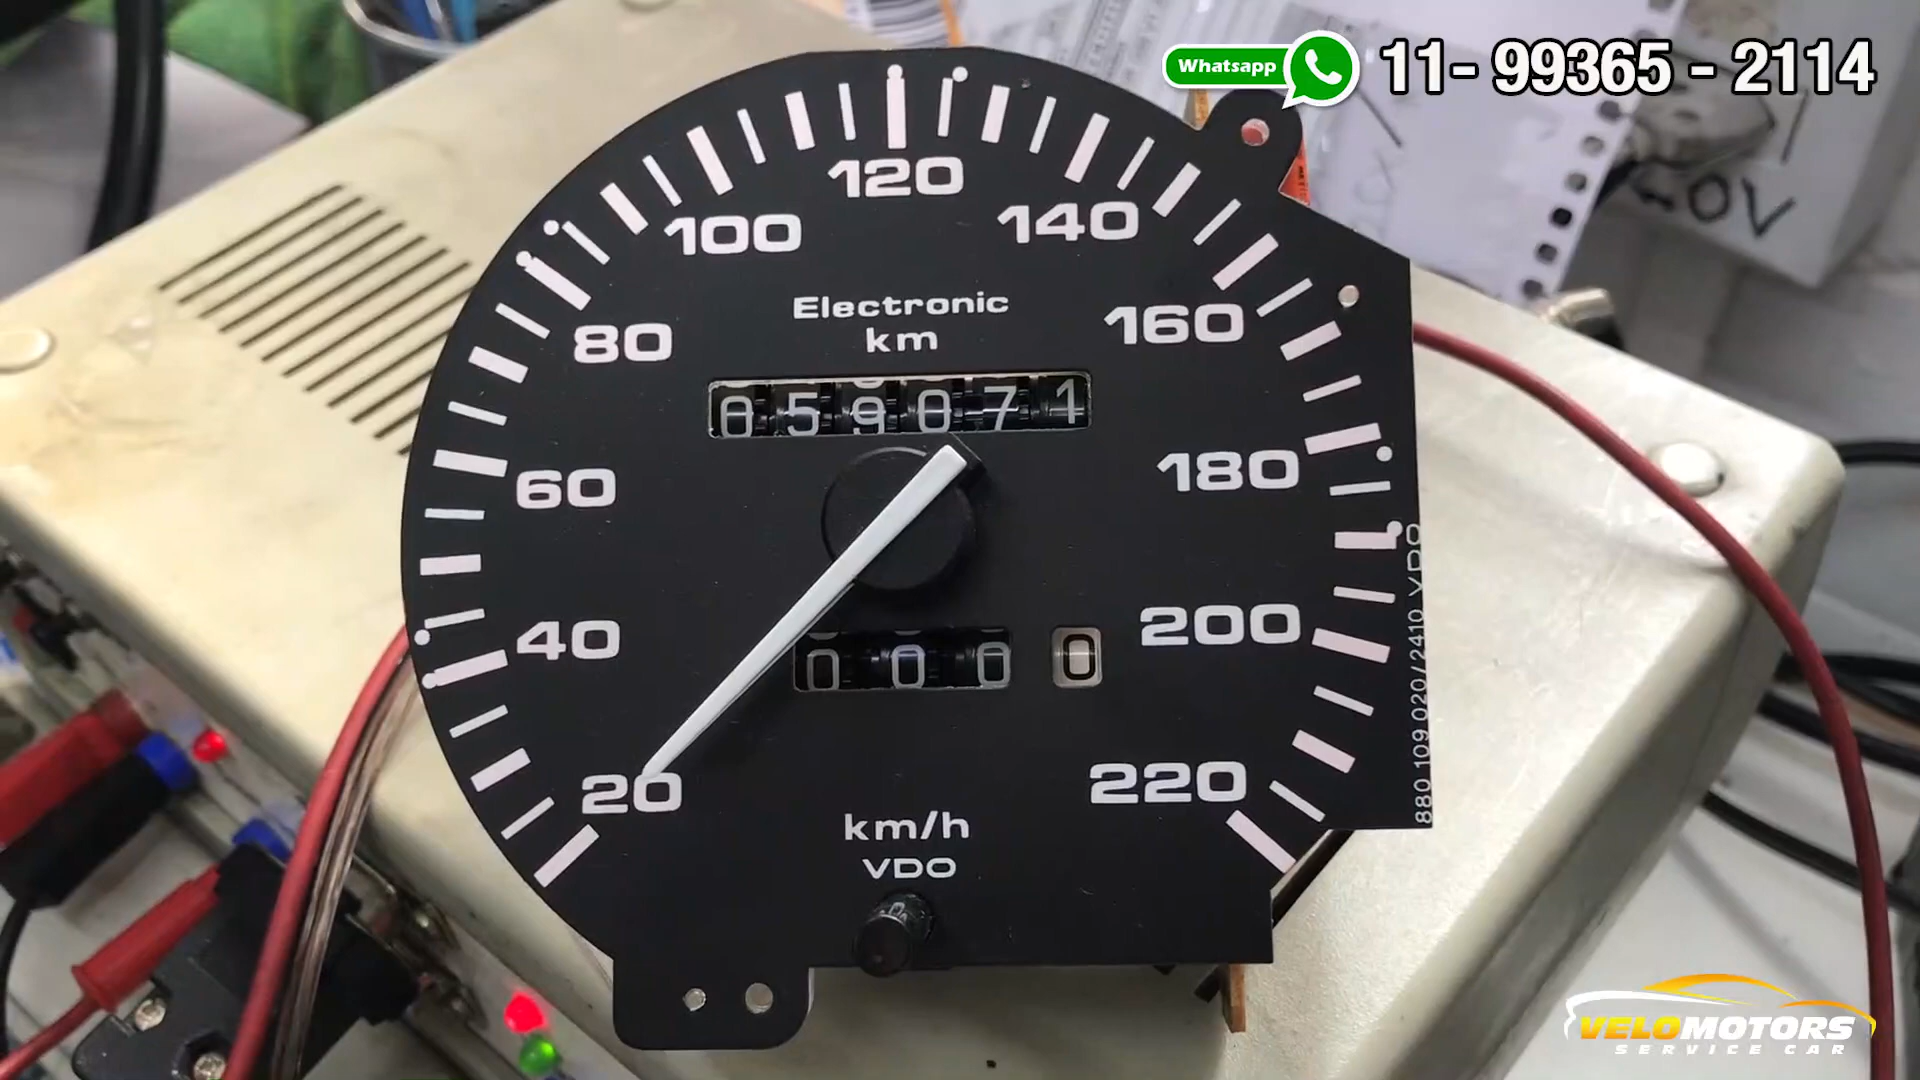 Whatsapp 11- 99365 - 2114
120
100
140
Electronic
km
80
160
059071
60
180
40
200
000 0
20
220
km/h
VDO
880 109 020/2410 VDO
0V
VELOMOTORS
SERVICE CAR